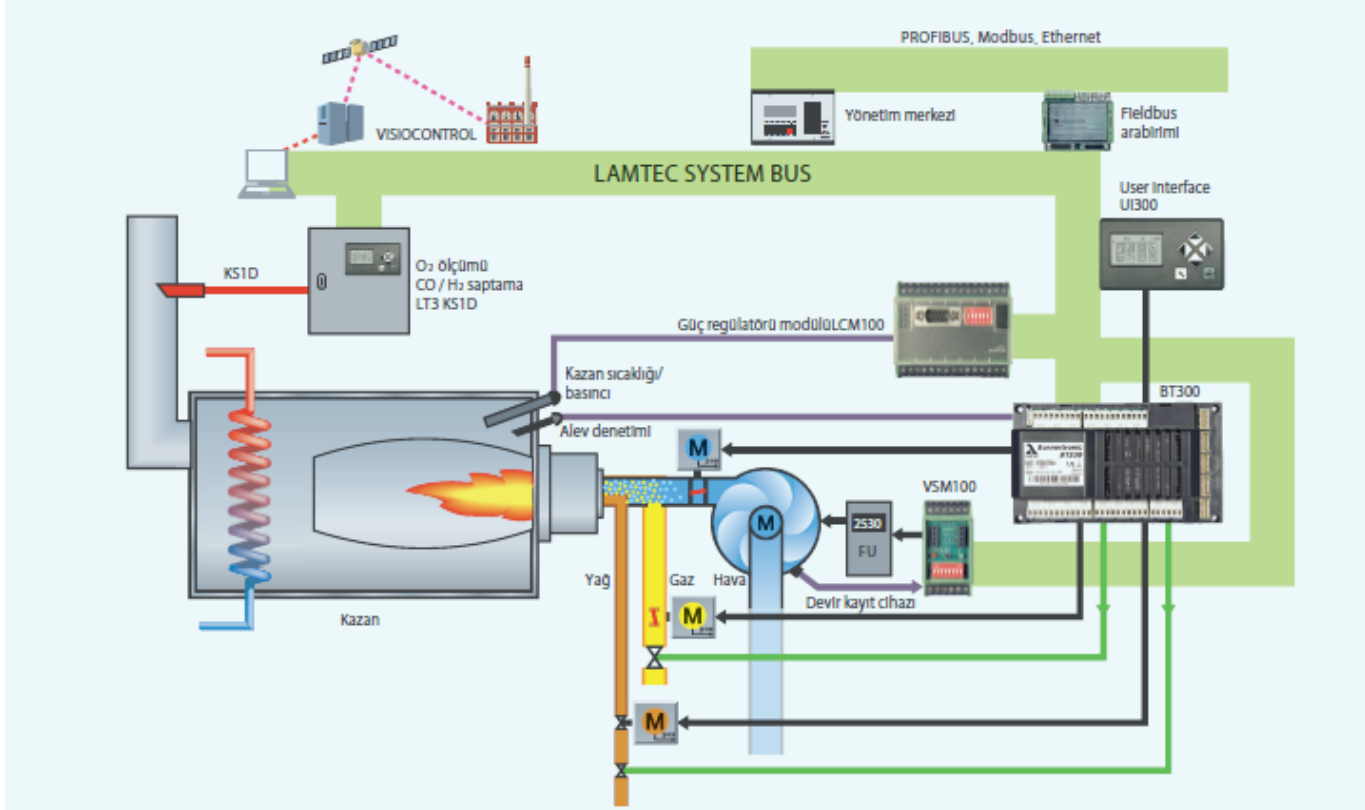 PROFIBUS, Modbus, Ethernet
Yönetim merkezi
Fieldbus
arabirimi
VISIOCONTROL
LAMTEC SYSTEM BUS
User Interface
UI300
KS1D
O₂ ölçümü
CO / H₂ saptama
LT3 KS1D
Güç regülatörü modülüLCM100
Kazan sıcaklığı/
basıncı
BT300
Alev denetimi
M
Burnertronic
BT300
VSM100
M
2530
FU
Yağ
Gaz
Hava
Devir kayıt cihazı
M
Kazan
M